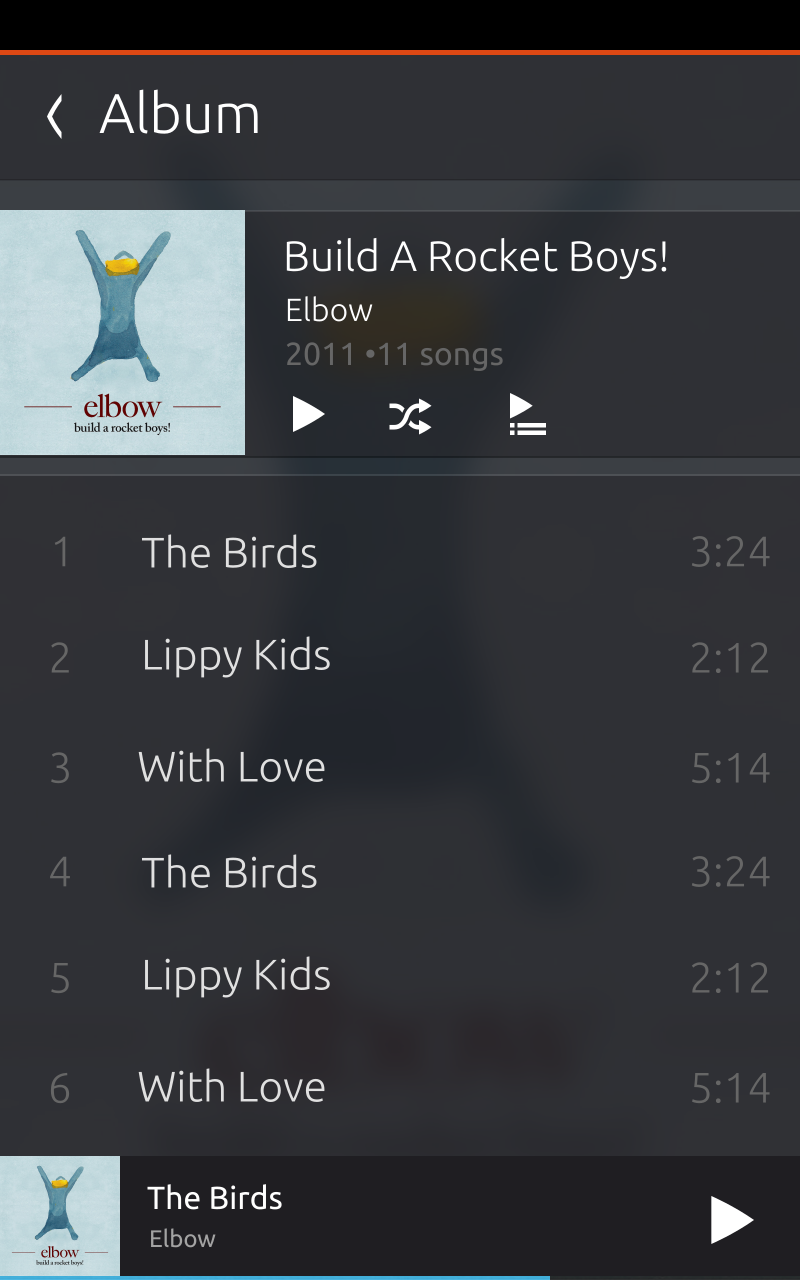 Album
Build A Rocket Boys!
Elbow
2011 •11 songs
elbow
build a rocket boys!
1 The Birds 3:24
2 Lippy Kids 2:12
3 With Love 5:14
4 The Birds 3:24
5 Lippy Kids 2:12
6 With Love 5:14
The Birds
Elbow
elbow
build a rocket boys!